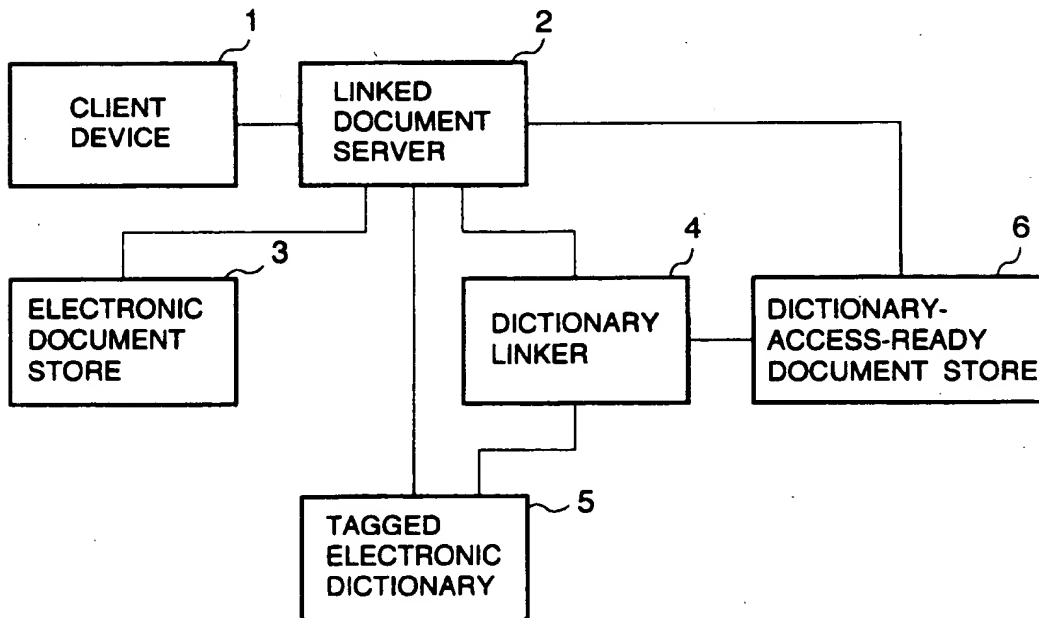 1
CLIENT
DEVICE
2
LINKED
DOCUMENT
SERVER
3
ELECTRONIC
DOCUMENT
STORE
4
DICTIONARY
LINKER
6
DICTIONARY-
ACCESS-READY
DOCUMENT STORE
5
TAGGED
ELECTRONIC
DICTIONARY